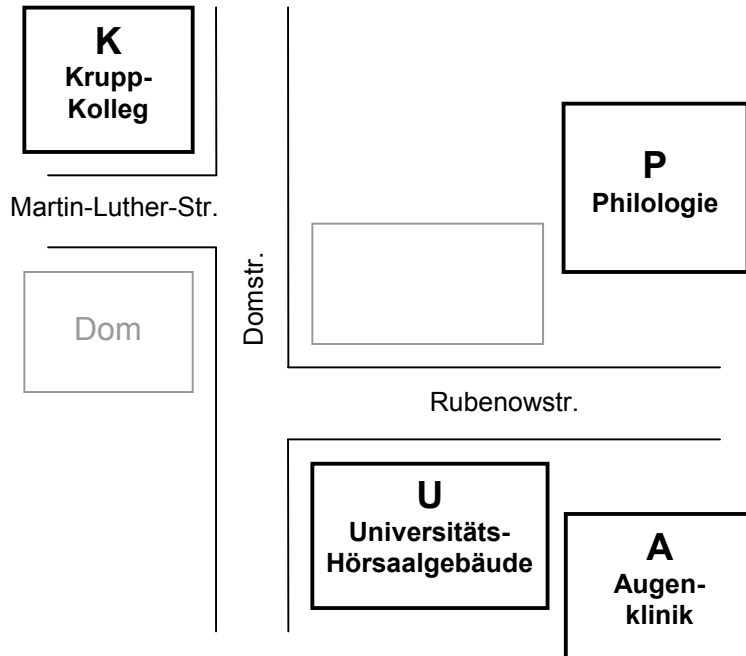 K
Krupp-
Kolleg
P
Philologie
Martin-Luther-Str.
Domstr.
Dom
Rubenowstr.
U
Universitäts-
Hörsaalgebäude
A
Augen-
klinik